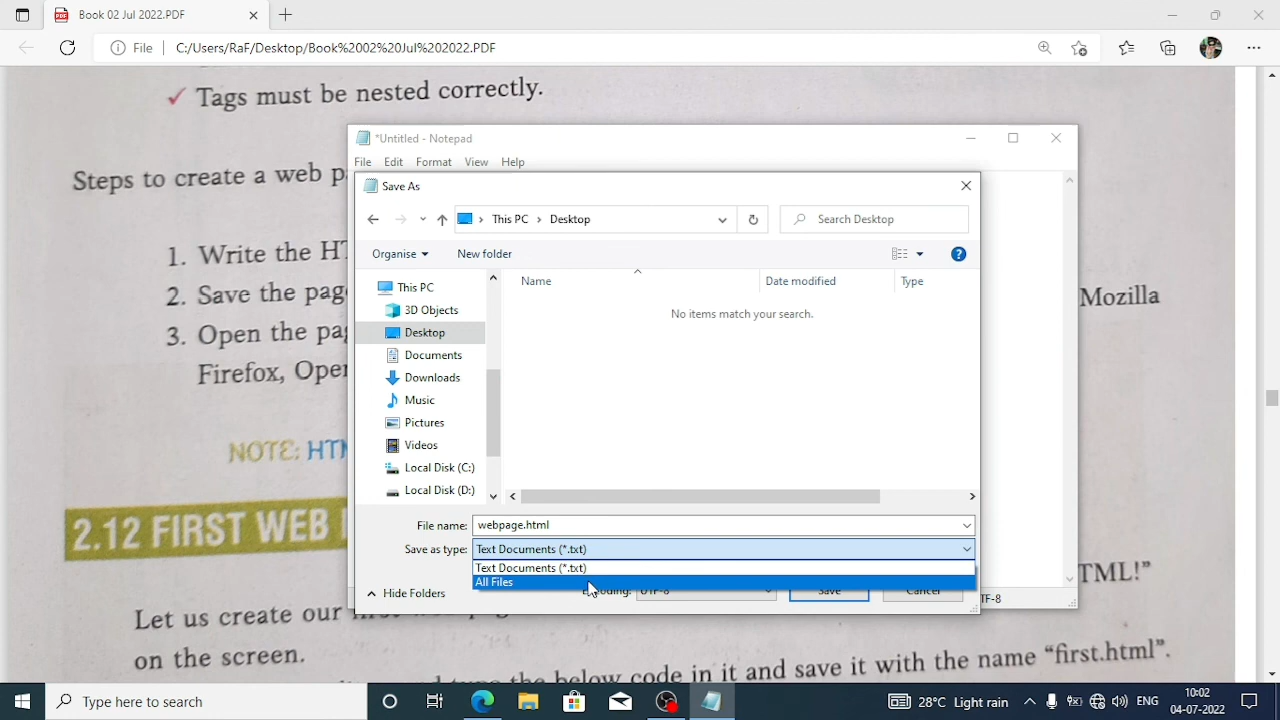 Book 02 Jul 2022.PDF
File
C:/Users/RaF/Desktop/Book%2002%20Jul%202022.PDF
✓ Tags must be nested correctly.
Steps to create a web
1. Write the
2. Save the
Mozilla
3. Open the
Firefox,
NOTE:
2.12 FIRST WEB
TML!"
Let us create our
on the screen.
below code in it and save it with the name "first.html".
*Untitled - Notepad
File Edit Format View Help
Save As
This PC > Desktop
Search Desktop
Organise
New folder
Name
Date modified
Type
This PC
3D Objects
Desktop
Documents
Downloads
Music
Pictures
Videos
Local Disk (C:)
Local Disk (D:)
No items match your search.
File name: webpage.html
Save as type: Text Documents (*.txt)
Text Documents (*.txt)
All Files
Hide Folders
Encoding: UTF-8
Save
Cancel
TF-8
Type here to search
28°C Light rain
ENG
10:02
04-07-2022